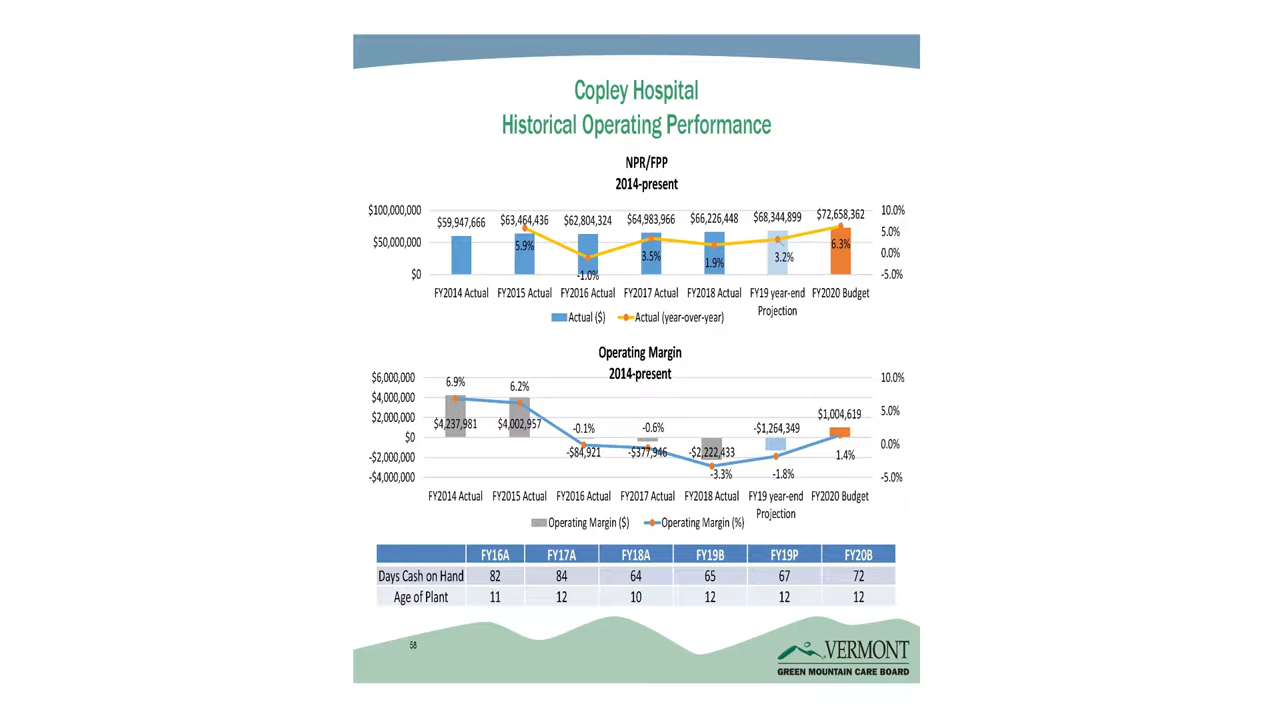 Copley Hospital
Historical Operating Performance
NPR/FPP
2014-present
$100,000,000
$50,000,000
$0
$59,947,666 $63,464,436 $62,804,324 $64,983,966 $66,226,448 $68,344,899 $72,658,362
5.9% -1.0% 3.5% 1.9% 3.2% 6.3%
10.0%
5.0%
0.0%
-5.0%
FY2014 Actual FY2015 Actual FY2016 Actual FY2017 Actual FY2018 Actual FY19 year-end FY2020 Budget
Projection
Actual ($) Actual (year-over-year)
Operating Margin
2014-present
$6,000,000
$4,000,000
$2,000,000
$0
-$2,000,000
-$4,000,000
6.9% 6.2% -0.1% -0.6% -3.3% -1.8% 1.4%
$4,237,981 $4,002,957 -$84,921 -$377,946 -$2,222,433 -$1,264,349 $1,004,619
10.0%
5.0%
0.0%
-5.0%
FY2014 Actual FY2015 Actual FY2016 Actual FY2017 Actual FY2018 Actual FY19 year-end FY2020 Budget
Projection
Operating Margin ($) Operating Margin (%)
FY16A FY17A FY18A FY19B FY19P FY20B
Days Cash on Hand 82 84 64 65 67 72
Age of Plant 11 12 10 12 12 12
58
VERMONT
GREEN MOUNTAIN CARE BOARD